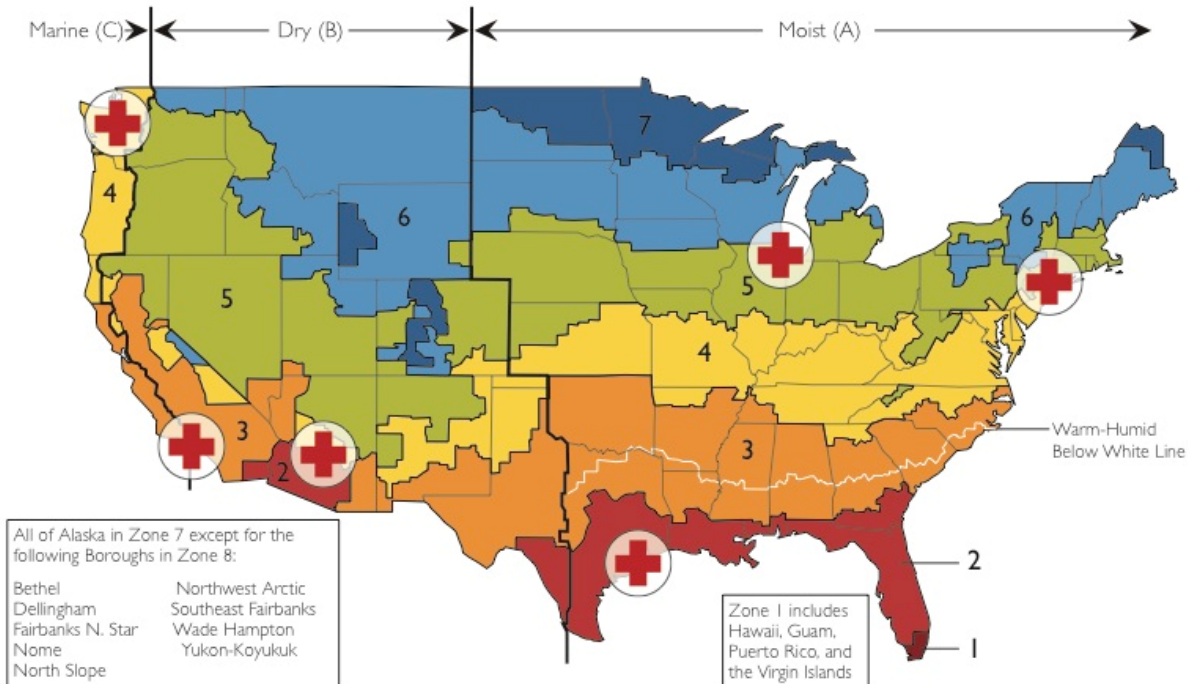 Marine (C)
Dry (B)
Moist (A)
7
4
6
6
5
5
4
3
3
2
Warm-Humid
Below White Line
All of Alaska in Zone 7 except for the
following Boroughs in Zone 8:
Bethel Northwest Arctic
Dellingham Southeast Fairbanks
Fairbanks N. Star Wade Hampton
Nome Yukon-Koyukuk
North Slope
2
Zone 1 includes
Hawaii, Guam,
Puerto Rico, and
the Virgin Islands
1